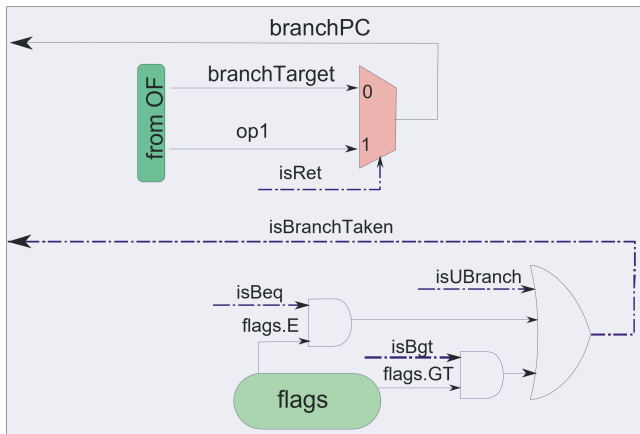 branchPC
from OF
branchTarget
0
op1
1
isRet
isBranchTaken
isUBranch
isBeq
flags.E
isBgt
flags.GT
flags